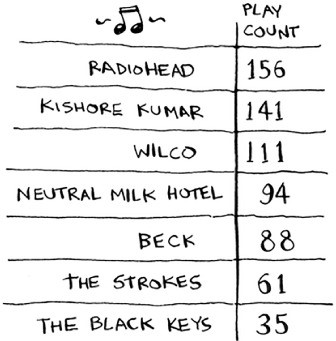 PLAY
COUNT
RADIOHEAD 156
KISHORE KUMAR 141
WILCO 111
NEUTRAL MILK HOTEL 94
BECK 88
THE STROKES 61
THE BLACK KEYS 35